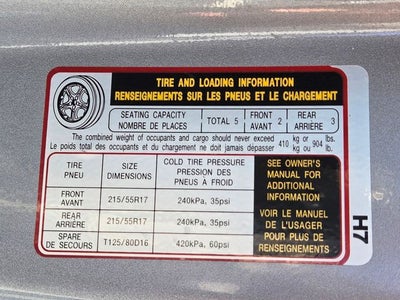 TIRE AND LOADING INFORMATION
RENSEIGNEMENTS SUR LES PNEUS ET LE CHARGEMENT
SEATING CAPACITY
NOMBRE DE PLACES
TOTAL 5
FRONT
AVANT 2
REAR
ARRIÈRE 3
The combined weight of occupants and cargo should never exceed 410 kg or 904 lbs.
Le poids total des occupants et du chargement ne doit jamais dépasser kg ou lb.
TIRE
PNEU
SIZE
DIMENSIONS
COLD TIRE PRESSURE
PRESSION DES
PNEUS À FROID
FRONT
AVANT
215/55R17
240kPa, 35psi
REAR
ARRIÈRE
215/55R17
240kPa, 35psi
SPARE
DE SECOURS
T125/80D16
420kPa, 60psi
SEE OWNER'S
MANUAL FOR
ADDITIONAL
INFORMATION
VOIR LE MANUEL
DE L'USAGER
POUR PLUS DE
RENSEIGNEMENTS
H7